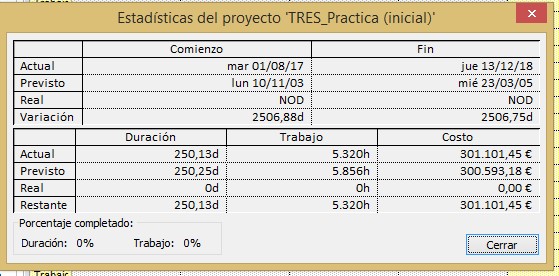 Estadísticas del proyecto 'TRES_Practica (inicial)'
Comienzo Fin
Actual mar 01/08/17 jue 13/12/18
Previsto lun 10/11/03 mié 23/03/05
Real NOD NOD
Variación 2506,88d 2506,75d
Duración Trabajo Costo
Actual 250,13d 5.320h 301.101,45 €
Previsto 250,25d 5.856h 300.593,18 €
Real 0d 0h 0,00 €
Restante 250,13d 5.320h 301.101,45 €
Porcentaje completado:
Duración: 0% Trabajo: 0% Cerrar